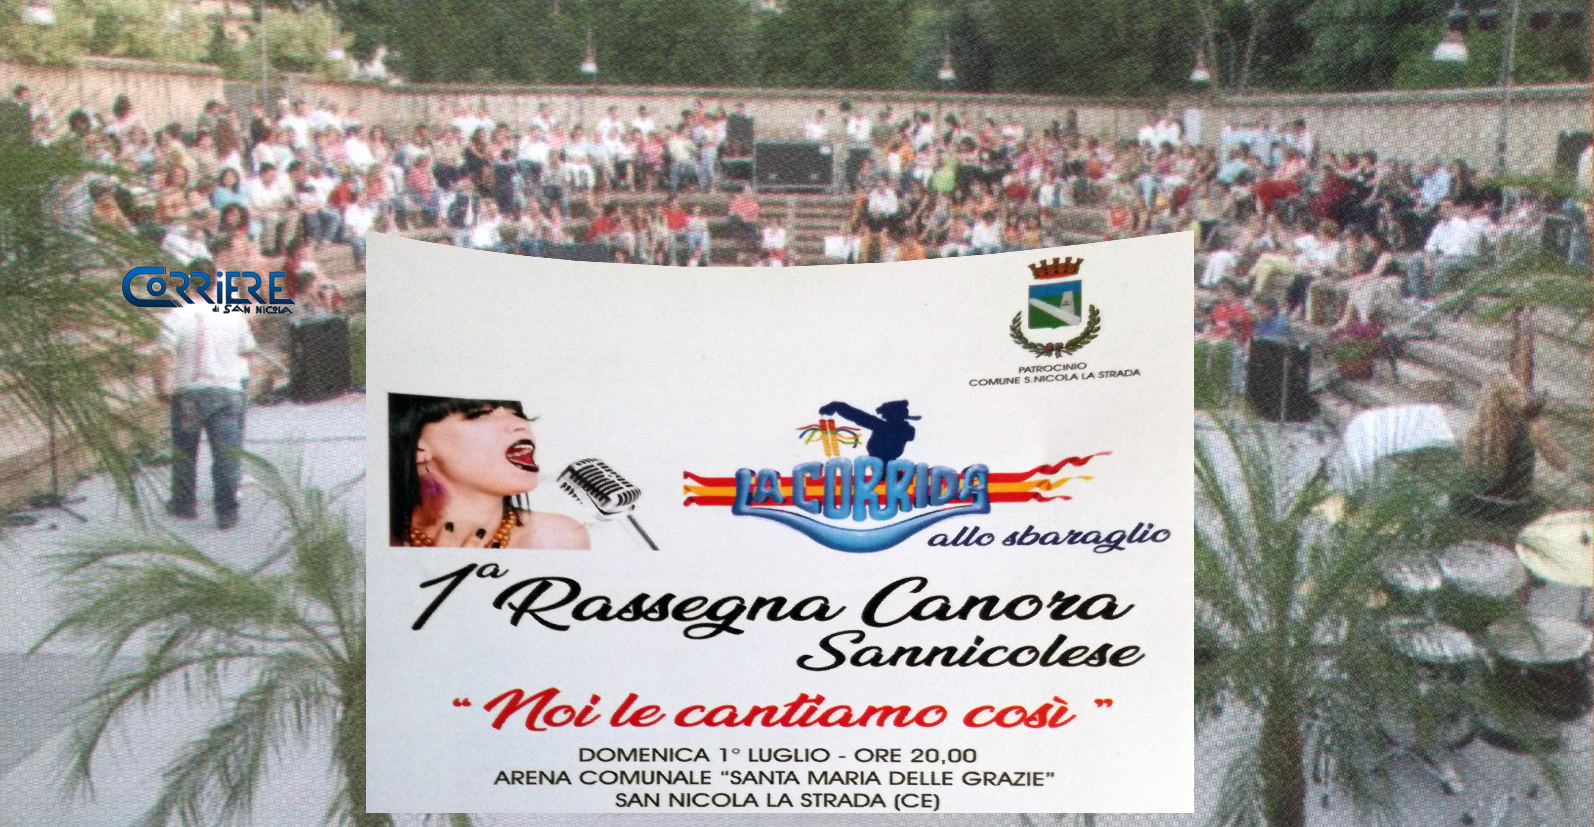 CORRIERE
di SAN NICOLA
PATROCINIO
COMUNE S.NICOLA LA STRADA
LA CORRIDA
allo sbaraglio
1ª Rassegna Canora
Sannicolese
“ Noi le cantiamo così ”
DOMENICA 1° LUGLIO - ORE 20,00
ARENA COMUNALE “SANTA MARIA DELLE GRAZIE”
SAN NICOLA LA STRADA (CE)